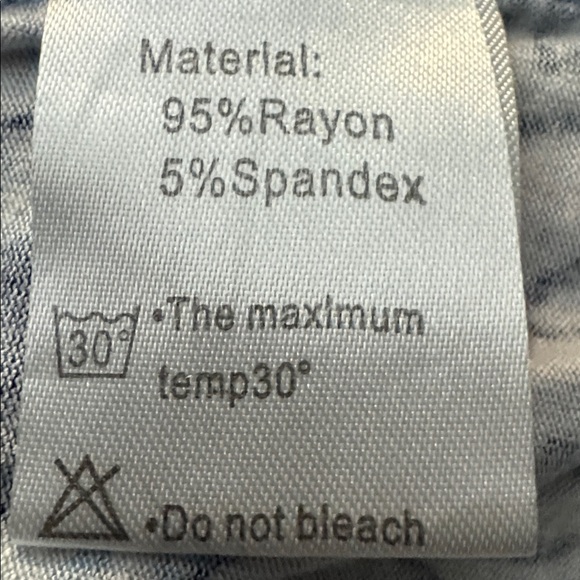 Material:
95%Rayon
5%Spandex
30°
•The maximum
temp30°
•Do not bleach